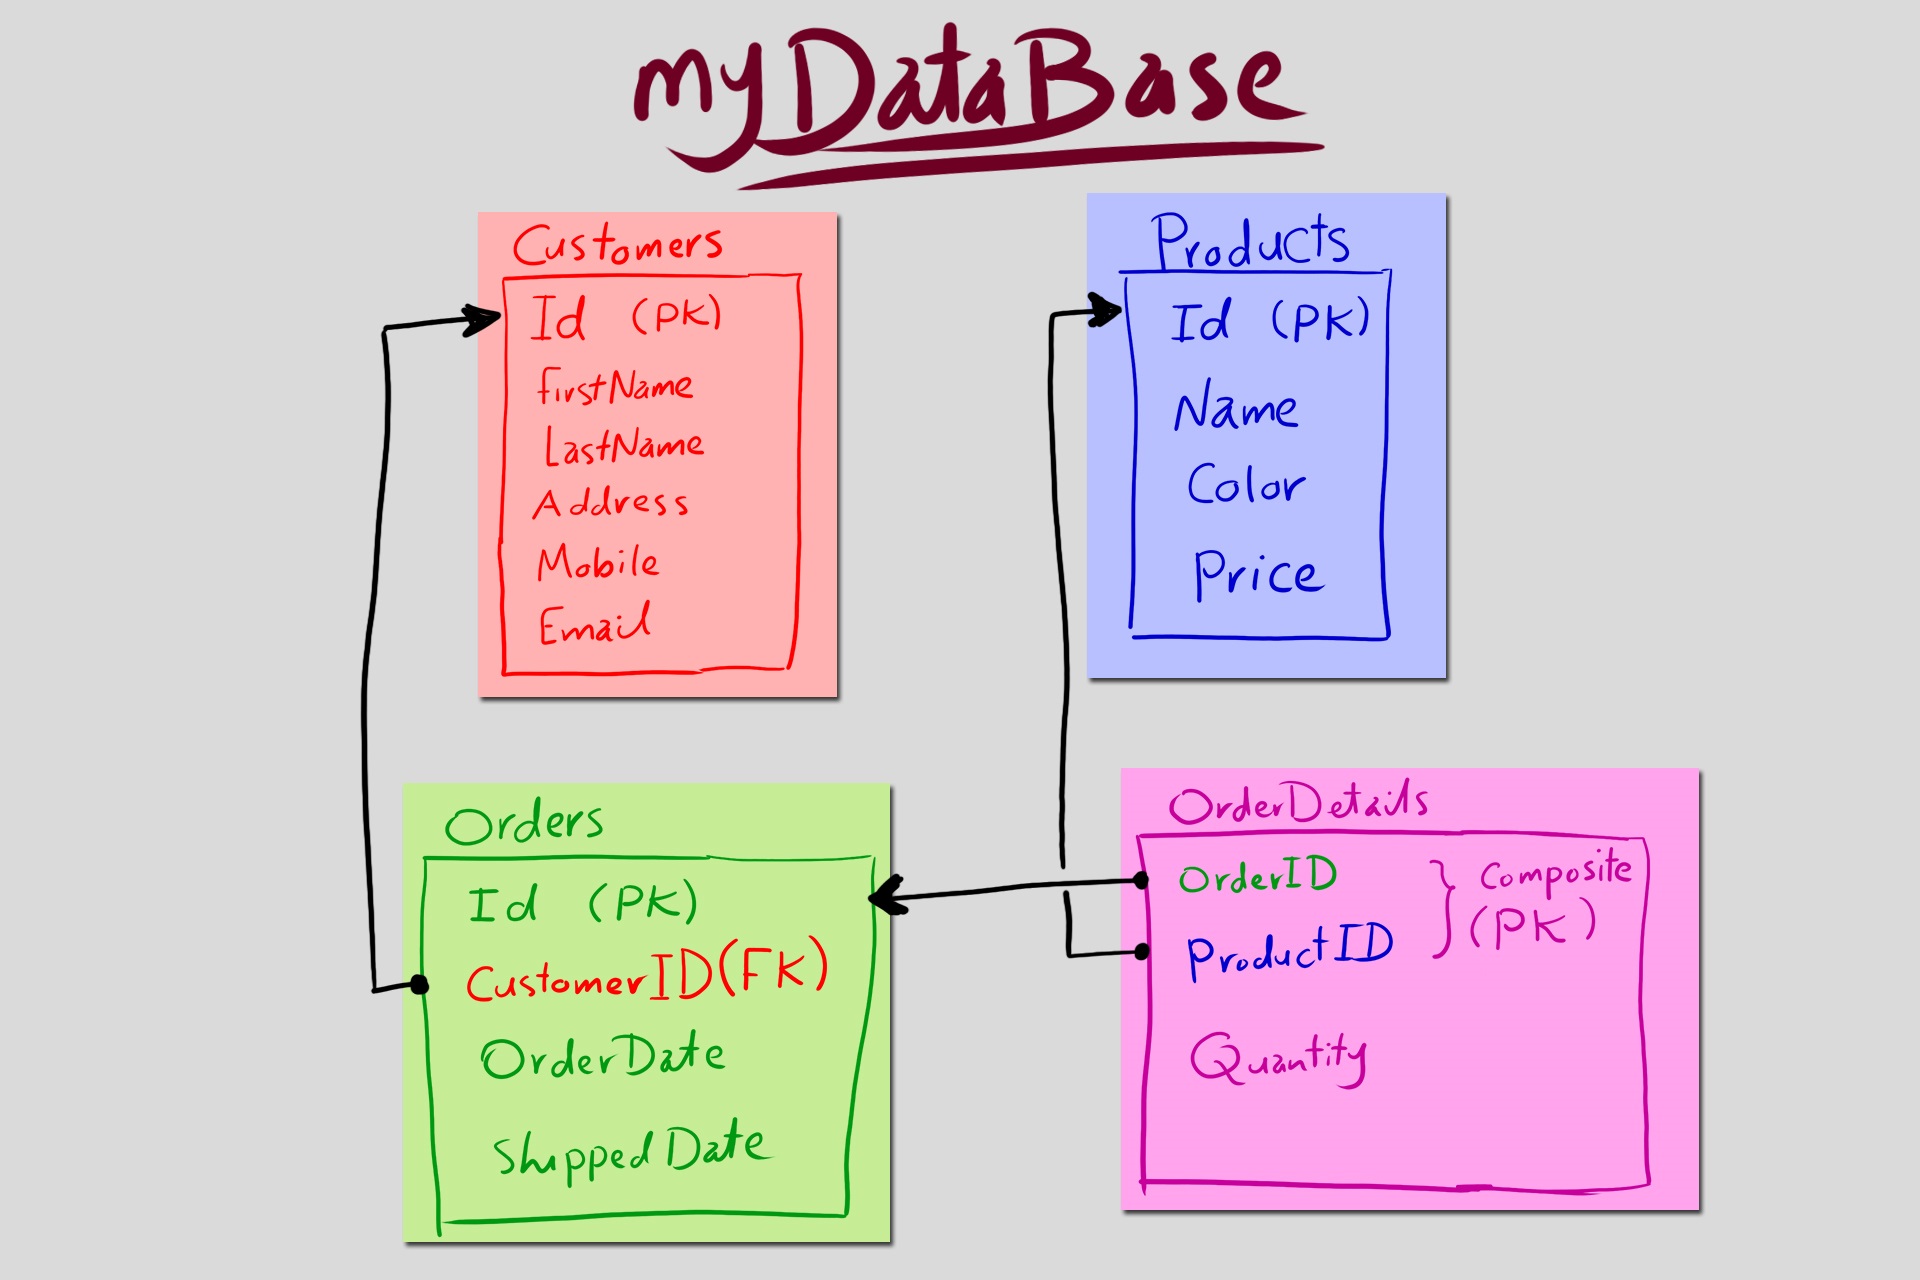 myDataBase
Customers
Id (PK)
FirstName
LastName
Address
Mobile
Email
Products
Id (PK)
Name
Color
Price
Orders
Id (PK)
CustomerID (FK)
OrderDate
ShippedDate
OrderDetails
OrderID
ProductID
} Composite
(PK)
Quantity